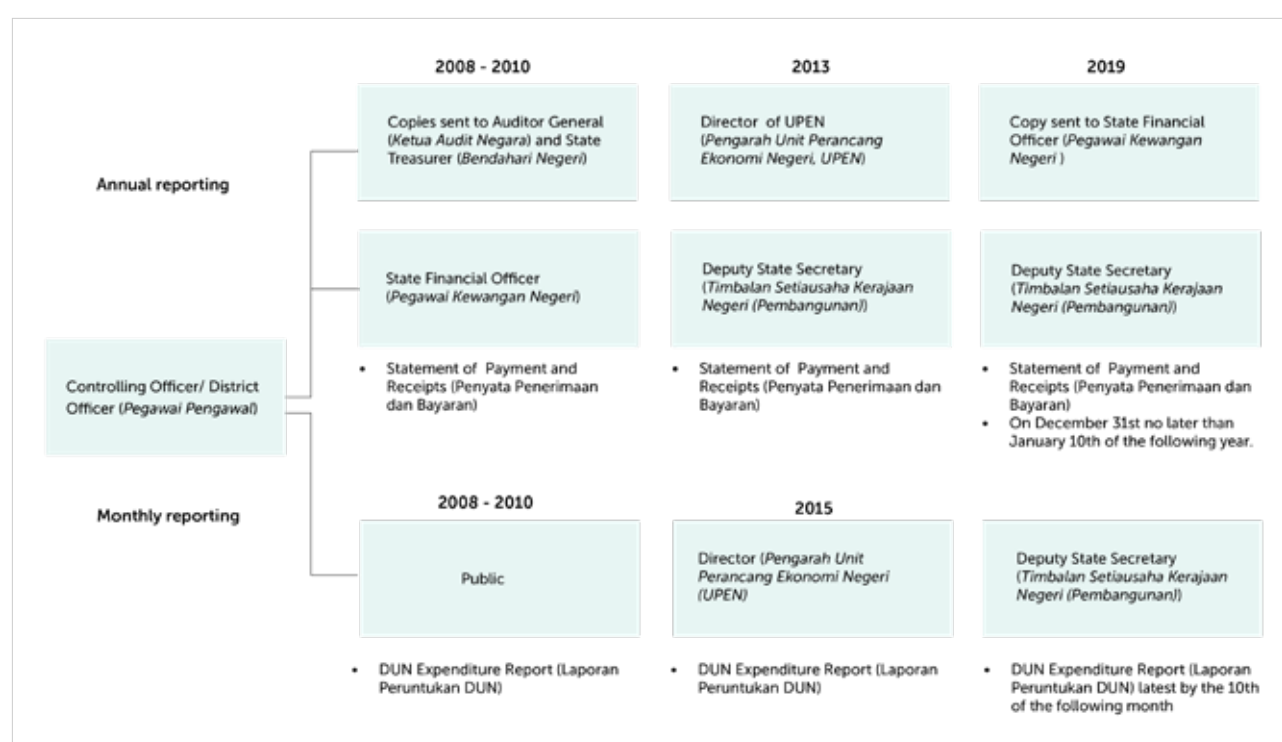 2008 - 2010
2013
2019
Annual reporting
Copies sent to Auditor General
(Ketua Audit Negara) and State
Treasurer (Bendahari Negeri)
Director of UPEN
(Pengarah Unit Perancang
Ekonomi Negeri, UPEN)
Copy sent to State Financial
Officer (Pegawai Kewangan
Negeri )
State Financial Officer
(Pegawai Kewangan Negeri)
Deputy State Secretary
(Timbalan Setiausaha Kerajaan
Negeri (Pembangunan))
Deputy State Secretary
(Timbalan Setiausaha Kerajaan
Negeri (Pembangunan))
• Statement of Payment and
Receipts (Penyata Penerimaan
dan Bayaran)
• Statement of Payment and
Receipts (Penyata Penerimaan dan
Bayaran)
• Statement of Payment and
Receipts (Penyata Penerimaan dan
Bayaran)
• On December 31st no later than
January 10th of the following year.
Controlling Officer/ District
Officer (Pegawai Pengawal)
Monthly reporting
2008 - 2010
2015
Public
Director (Pengarah Unit
Perancang Ekonomi Negeri
(UPEN)
Deputy State Secretary
(Timbalan Setiausaha Kerajaan
Negeri (Pembangunan))
• DUN Expenditure Report (Laporan
Peruntukan DUN)
• DUN Expenditure Report (Laporan
Peruntukan DUN)
• DUN Expenditure Report (Laporan
Peruntukan DUN) latest by the 10th
of the following month